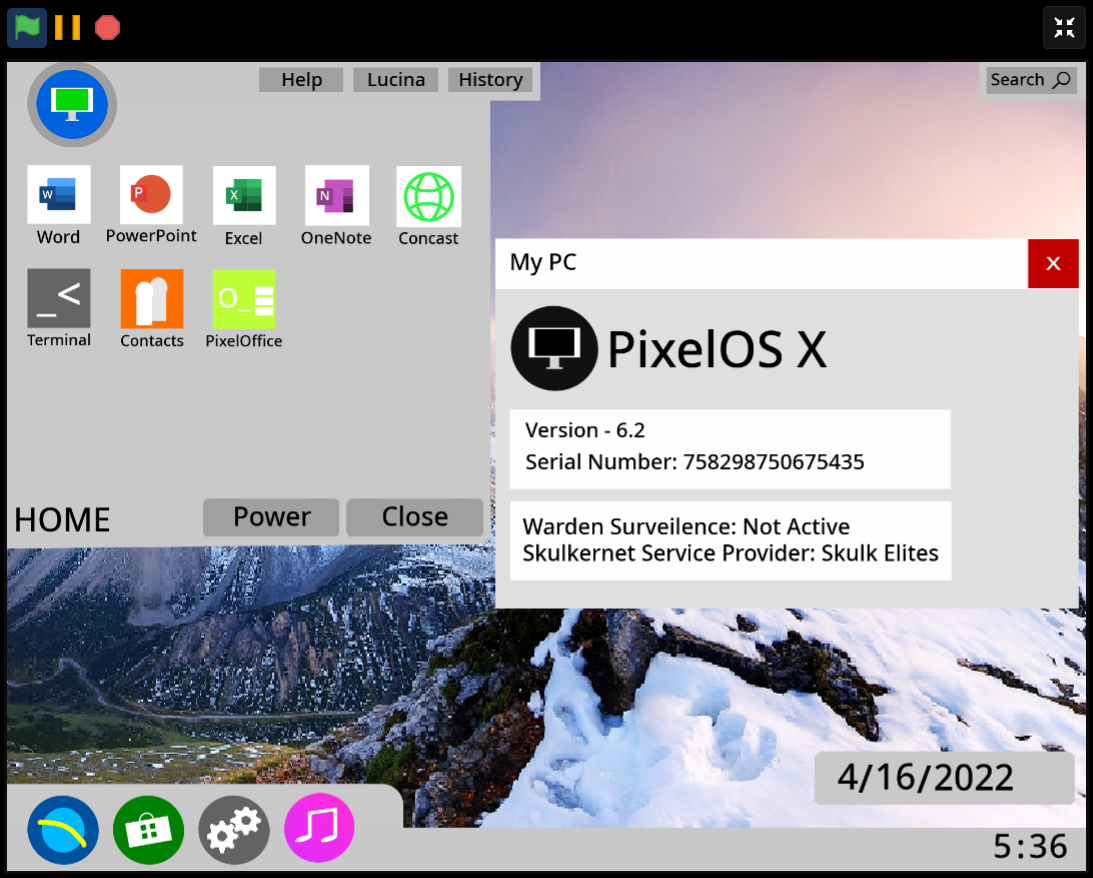 Help Lucina History
Search
W
P
X
N
Word PowerPoint Excel OneNote Concast
_<
O_
Terminal Contacts PixelOffice
HOME
Power Close
My PC
X
PixelOS X
Version - 6.2
Serial Number: 758298750675435
Warden Surveilence: Not Active
Skulkernet Service Provider: Skulk Elites
4/16/2022
5:36